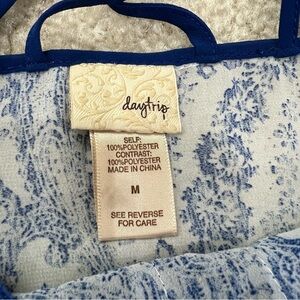 daytrip
SELF:
100%POLYESTER
CONTRAST:
100%POLYESTER
MADE IN CHINA
M
SEE REVERSE
FOR CARE